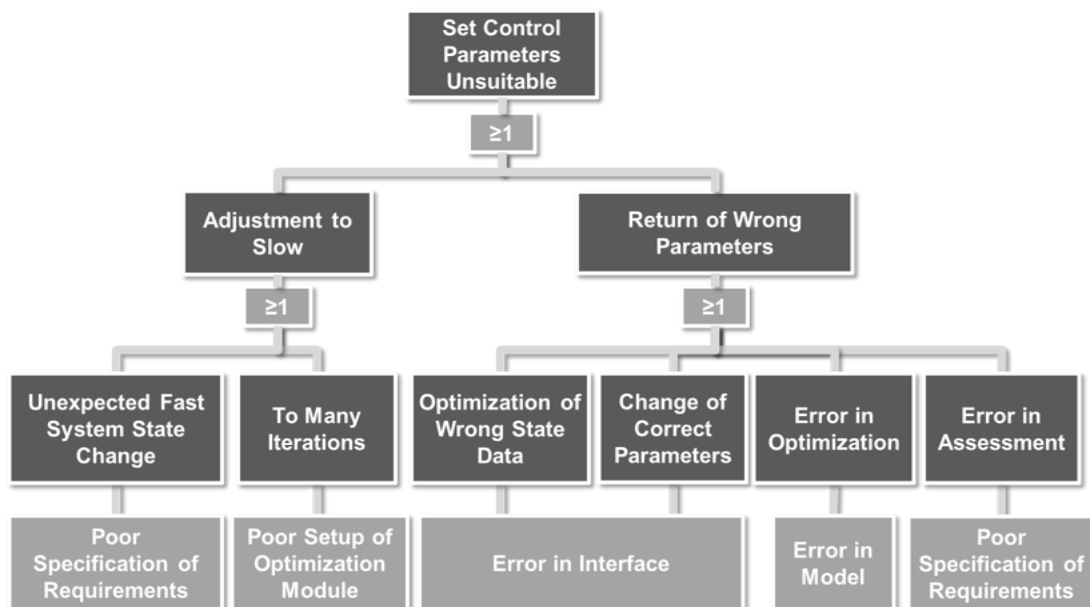 Set Control
Parameters
Unsuitable
≥1
Adjustment to
Slow
Return of Wrong
Parameters
≥1
≥1
Unexpected Fast
System State
Change
To Many
Iterations
Optimization of
Wrong State
Data
Change of
Correct
Parameters
Error in
Optimization
Error in
Assessment
Poor
Specification of
Requirements
Poor Setup of
Optimization
Module
Error in Interface
Error in
Model
Poor
Specification of
Requirements